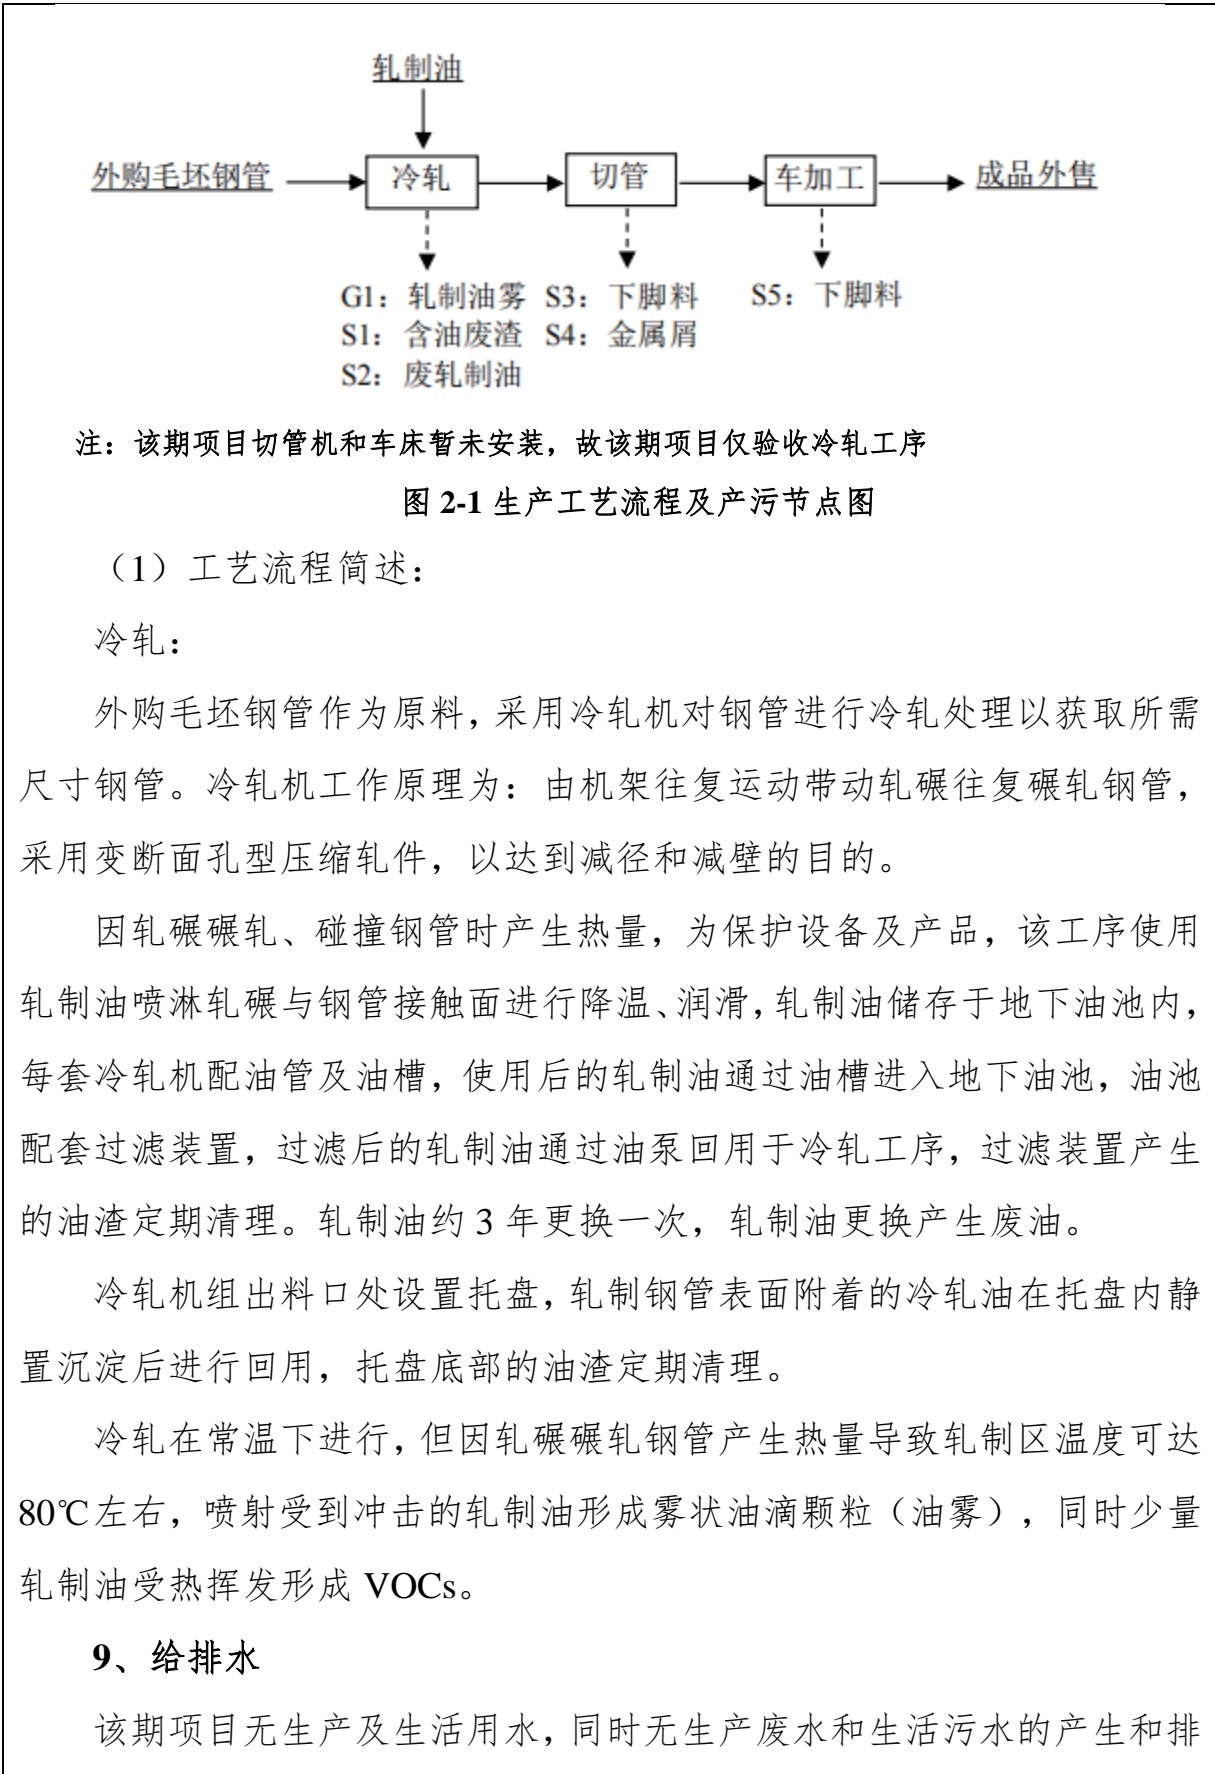 轧制油
外购毛坯钢管 冷轧 切管 车加工 成品外售
G1：轧制油雾 S3：下脚料 S5：下脚料
S1：含油废渣 S4：金属屑
S2：废轧制油
注：该期项目切管机和车床暂未安装，故该期项目仅验收冷轧工序
图 2-1 生产工艺流程及产污节点图
（1）工艺流程简述：
冷轧：
外购毛坯钢管作为原料，采用冷轧机对钢管进行冷轧处理以获取所需
尺寸钢管。冷轧机工作原理为：由机架往复运动带动轧碾往复碾轧钢管，
采用变断面孔型压缩轧件，以达到减径和减壁的目的。
因轧碾碾轧、碰撞钢管时产生热量，为保护设备及产品，该工序使用
轧制油喷淋轧碾与钢管接触面进行降温、润滑，轧制油储存于地下油池内，
每套冷轧机配油管及油槽，使用后的轧制油通过油槽进入地下油池，油池
配套过滤装置，过滤后的轧制油通过油泵回用于冷轧工序，过滤装置产生
的油渣定期清理。轧制油约 3 年更换一次，轧制油更换产生废油。
冷轧机组出料口处设置托盘，轧制钢管表面附着的冷轧油在托盘内静
置沉淀后进行回用，托盘底部的油渣定期清理。
冷轧在常温下进行，但因轧碾碾轧钢管产生热量导致轧制区温度可达
80℃左右，喷射受到冲击的轧制油形成雾状油滴颗粒（油雾），同时少量
轧制油受热挥发形成 VOCs。
9、给排水
该期项目无生产及生活用水，同时无生产废水和生活污水的产生和排